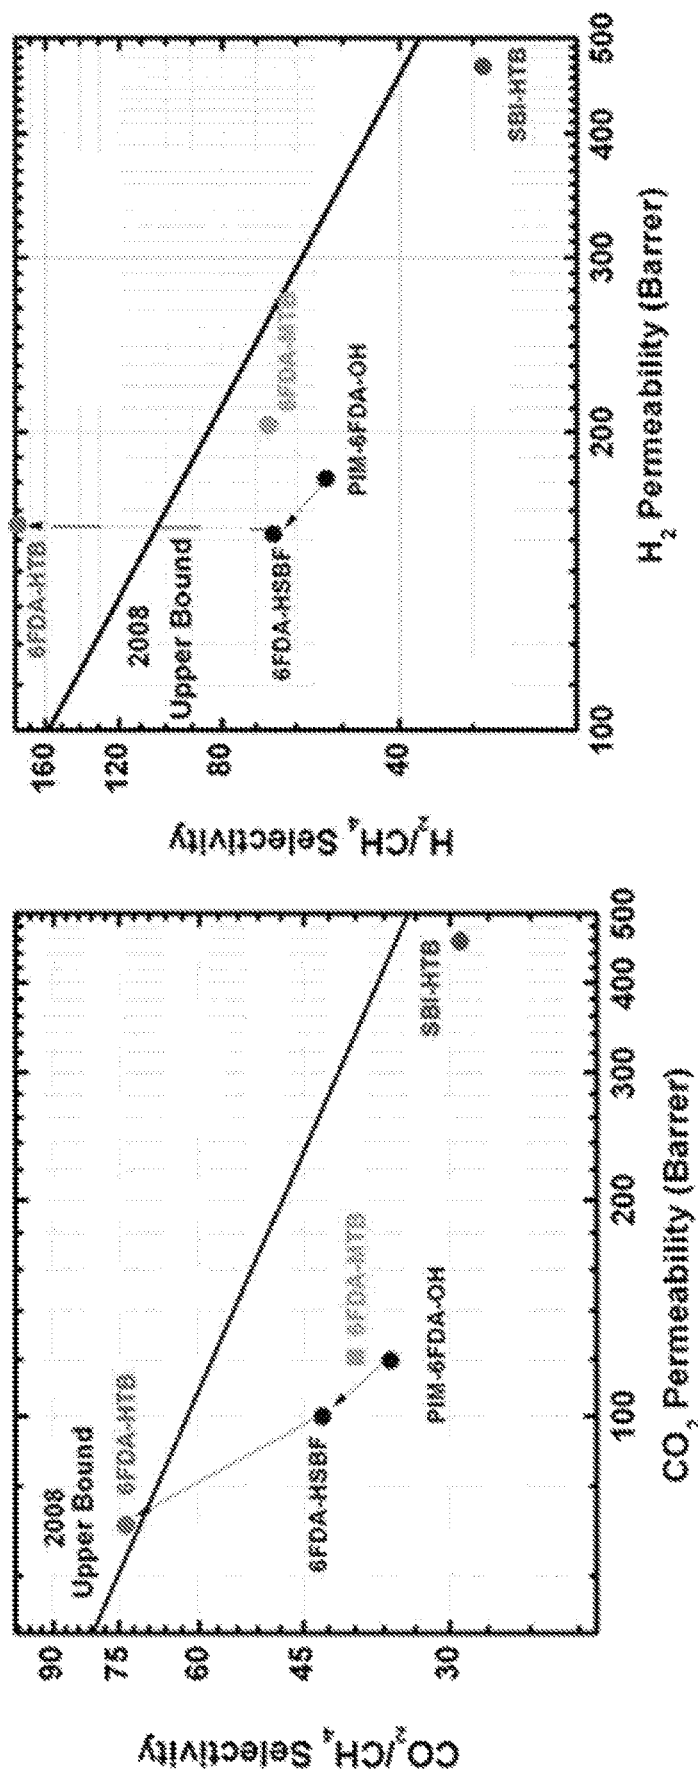 CO2/CH4 Selectivity
90
75
60
45
30
2008
Upper Bound
6FDA-HTB
6FDA-HSBF
6FDA-MTB
PIM-6FDA-OH
SBI-HTB
100
200
300
400
500
CO2 Permeability (Barrer)
H2/CH4 Selectivity
160
120
80
40
6FDA-HTB
2008
Upper Bound
6FDA-HSBF
6FDA-MTB
PIM-6FDA-OH
SBI-HTB
100
200
300
400
500
H2 Permeability (Barrer)